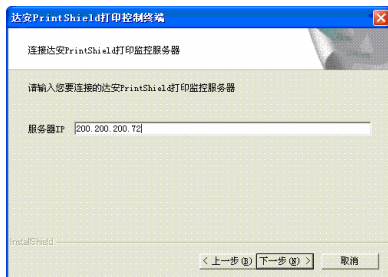 达安PrintShield打印控制终端
连接达安PrintShield打印监控服务器
请输入您要连接的达安PrintShield打印监控服务器
服务器IP 200.200.200.72
InstallShield
< 上一步(B) 下一步(N) > 取消